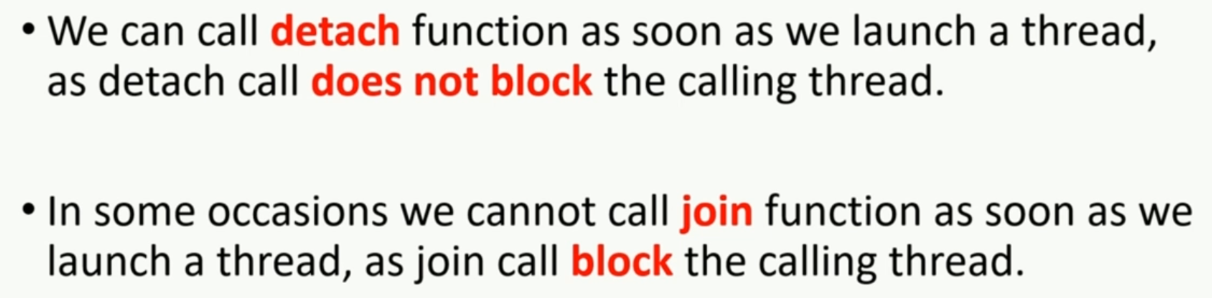 • We can call detach function as soon as we launch a thread,
as detach call does not block the calling thread.
• In some occasions we cannot call join function as soon as we
launch a thread, as join call block the calling thread.